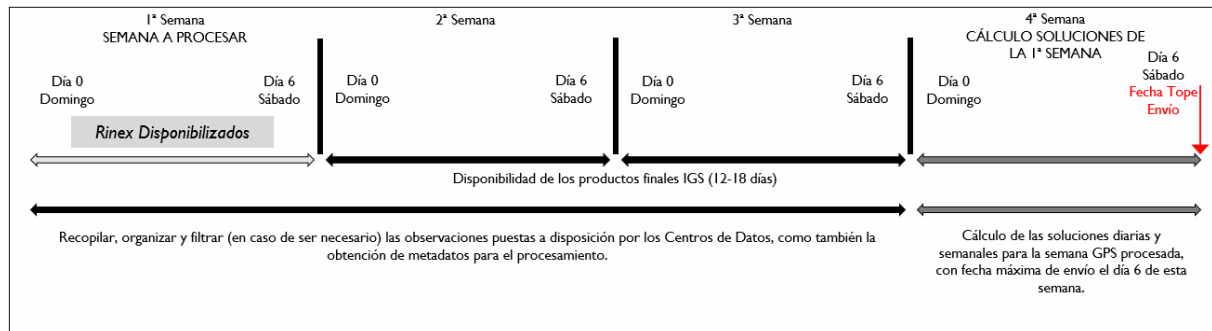 1ª Semana
SEMANA A PROCESAR
2ª Semana
3ª Semana
4ª Semana
CÁLCULO SOLUCIONES DE
LA 1ª SEMANA
Día 0
Domingo
Día 6
Sábado
Día 0
Domingo
Día 6
Sábado
Día 0
Domingo
Día 6
Sábado
Día 0
Domingo
Día 6
Sábado
Fecha Tope
Envío
Rinex Disponibilizados
Disponibilidad de los productos finales IGS (12-18 días)
Recopilar, organizar y filtrar (en caso de ser necesario) las observaciones puestas a disposición por los Centros de Datos, como también la
obtención de metadatos para el procesamiento.
Cálculo de las soluciones diarias y
semanales para la semana GPS procesada,
con fecha máxima de envío el día 6 de esta
semana.